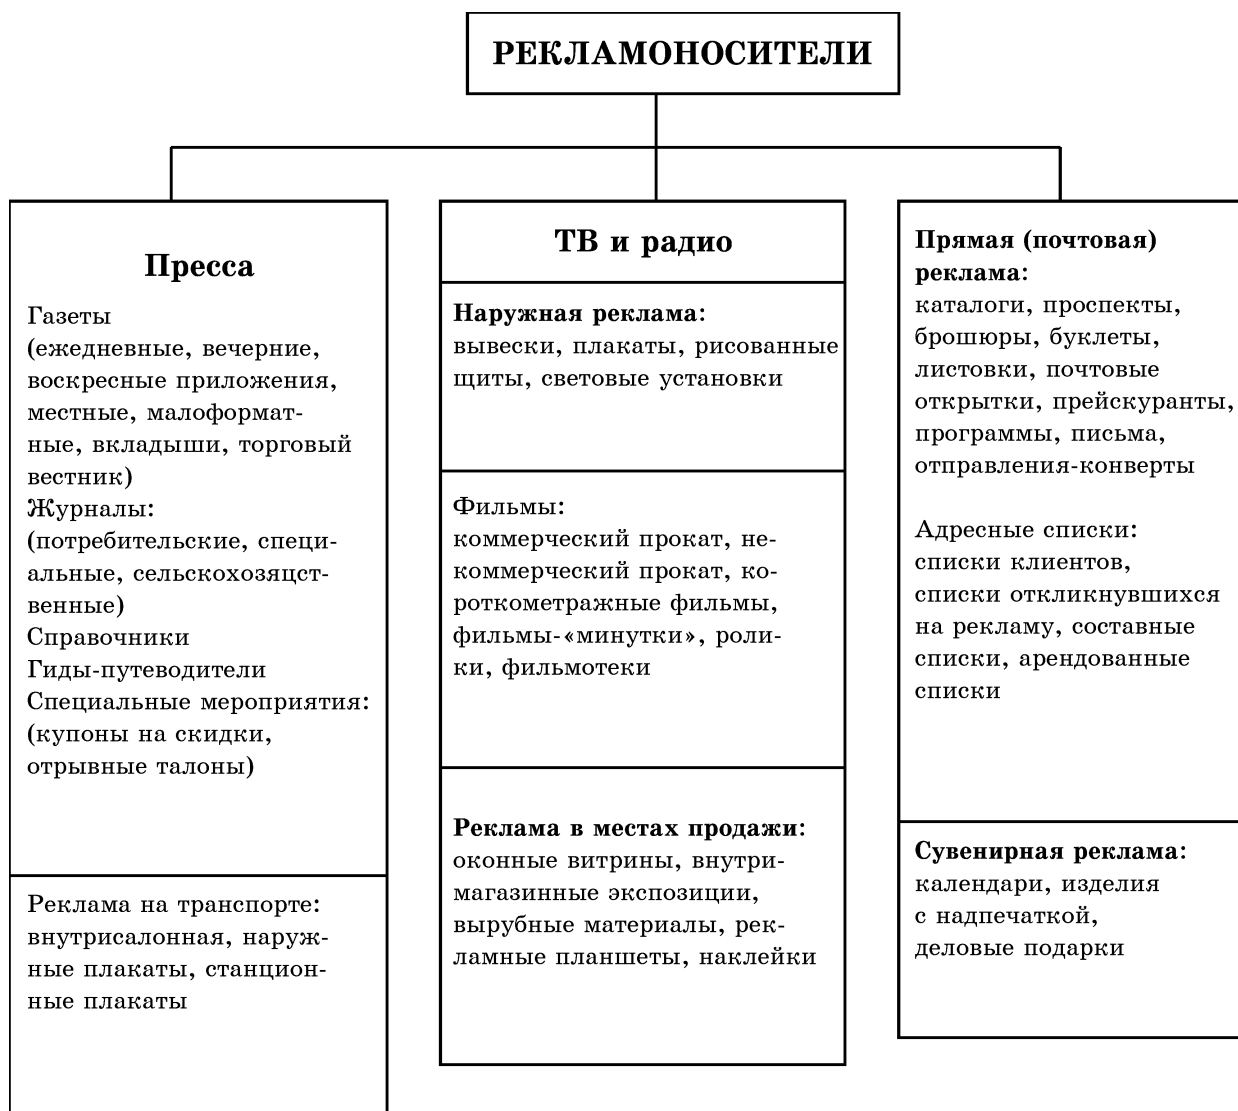 РЕКЛАМОНОСИТЕЛИ
Пресса
Газеты
(ежедневные, вечерние,
воскресные приложения,
местные, малоформат-
ные, вкладыши, торговый
вестник)
Журналы:
(потребительские, специ-
альные, сельскохозяцст-
венные)
Справочники
Гиды-путеводители
Специальные мероприятия:
(купоны на скидки,
отрывные талоны)
Реклама на транспорте:
внутрисалонная, наруж-
ные плакаты, станцион-
ные плакаты
ТВ и радио
Наружная реклама:
вывески, плакаты, рисованные
щиты, световые установки
Фильмы:
коммерческий прокат, не-
коммерческий прокат, ко-
роткометражные фильмы,
фильмы-«минутки», роли-
ки, фильмотеки
Реклама в местах продажи:
оконные витрины, внутри-
магазинные экспозиции,
вырубные материалы, рек-
ламные планшеты, наклейки
Прямая (почтовая)
реклама:
каталоги, проспекты,
брошюры, буклеты,
листовки, почтовые
открытки, прейскуранты,
программы, письма,
отправления-конверты
Адресные списки:
списки клиентов,
списки откликнувшихся
на рекламу, составные
списки, арендованные
списки
Сувенирная реклама:
календари, изделия
с надпечаткой,
деловые подарки